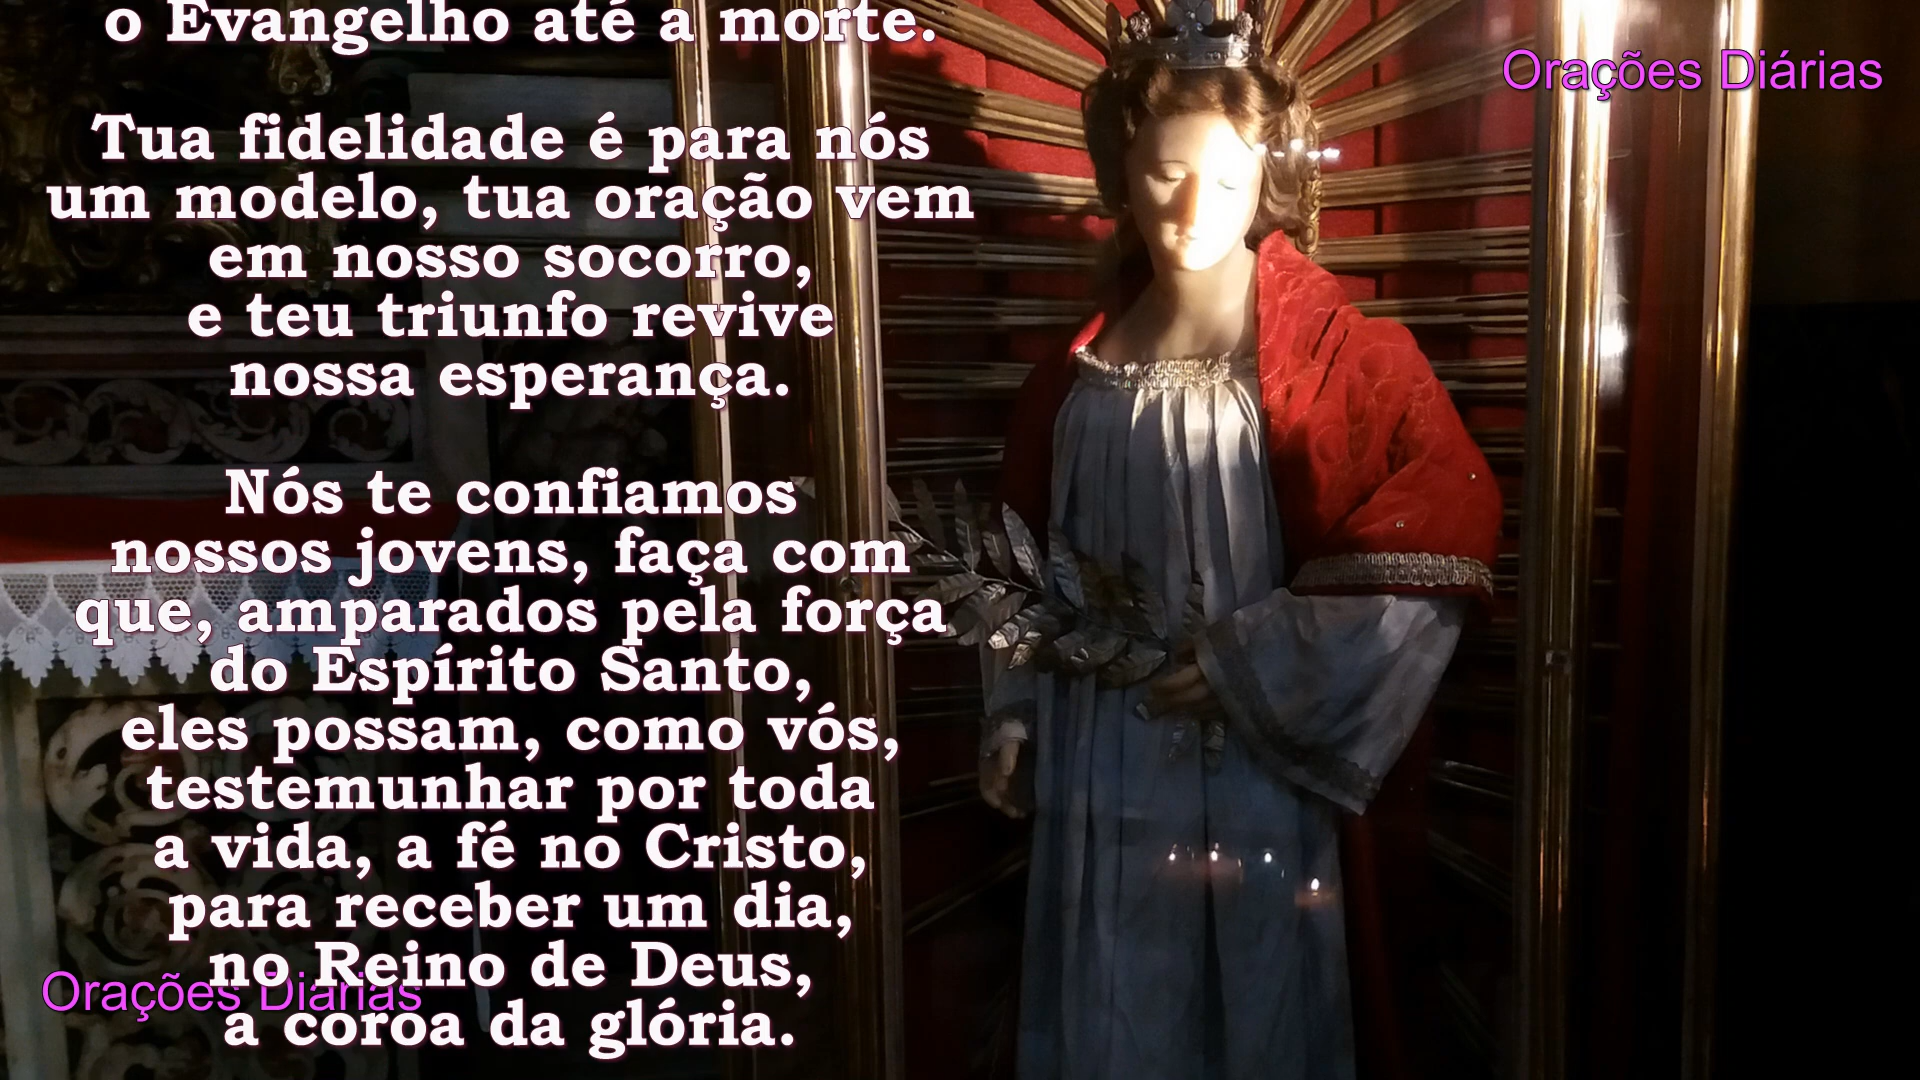 o Evangelho até a morte.
Orações Diárias
Tua fidelidade é para nós
um modelo, tua oração vem
em nosso socorro,
e teu triunfo revive
nossa esperança.
Nós te confiamos
nossos jovens, faça com
que, amparados pela força
do Espírito Santo,
eles possam, como vós,
testemunhar por toda
a vida, a fé no Cristo,
para receber um dia,
no Reino de Deus,
Orações Diárias
a coroa da glória.